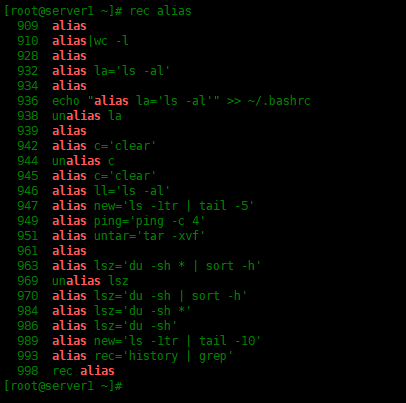 [root@server1 ~]# rec alias
909 alias
910 alias|wc -l
928 alias
932 alias la='ls -al'
934 alias
936 echo "alias la='ls -al'" >> ~/.bashrc
938 unalias la
939 alias
942 alias c='clear'
944 unalias c
945 alias c='clear'
946 alias ll='ls -al'
947 alias new='ls -1tr | tail -5'
949 alias ping='ping -c 4'
951 alias untar='tar -xvf'
961 alias
963 alias lsz='du -sh * | sort -h'
969 unalias lsz
970 alias lsz='du -sh | sort -h'
984 alias lsz='du -sh *'
986 alias lsz='du -sh'
989 alias new='ls -1tr | tail -10'
993 alias rec='history | grep'
998 rec alias
[root@server1 ~]#